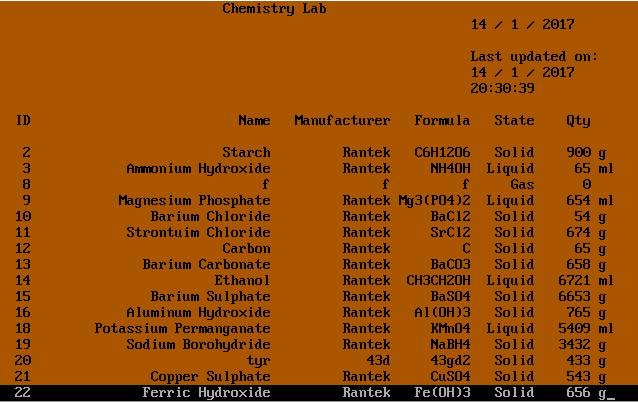 Chemistry Lab
14 / 1 / 2017
Last updated on:
14 / 1 / 2017
20:30:39
ID Name Manufacturer Formula State Qty
2 Starch Rantek C6H12O6 Solid 900 g
3 Ammonium Hydroxide Rantek NH4OH Liquid 65 ml
8 f f f Gas 0
9 Magnesium Phosphate Rantek Mg3(PO4)2 Liquid 654 ml
10 Barium Chloride Rantek BaCl2 Solid 54 g
11 Strontuim Chloride Rantek SrCl2 Solid 674 g
12 Carbon Rantek C Solid 65 g
13 Barium Carbonate Rantek BaCO3 Solid 658 g
14 Ethanol Rantek CH3CH2OH Liquid 6721 ml
15 Barium Sulphate Rantek BaSO4 Solid 6653 g
16 Aluminum Hydroxide Rantek Al(OH)3 Solid 765 g
18 Potassium Permanganate Rantek KMnO4 Liquid 5409 ml
19 Sodium Borohydride Rantek NaBH4 Solid 3432 g
20 tyr 43d 43gd2 Solid 433 g
21 Copper Sulphate Rantek CuSO4 Solid 543 g
22 Ferric Hydroxide Rantek Fe(OH)3 Solid 656 g_